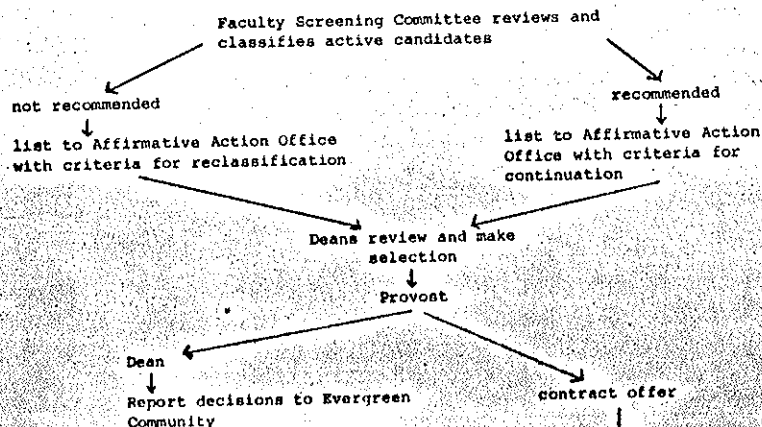 Faculty Screening Committee reviews and
classifies active candidates
not recommended
recommended
list to Affirmative Action Office
with criteria for reclassification
list to Affirmative Action
Office with criteria for
continuation
Deans review and make
selection
Provost
Dean
Report decisions to Evergreen
Community
contract offer